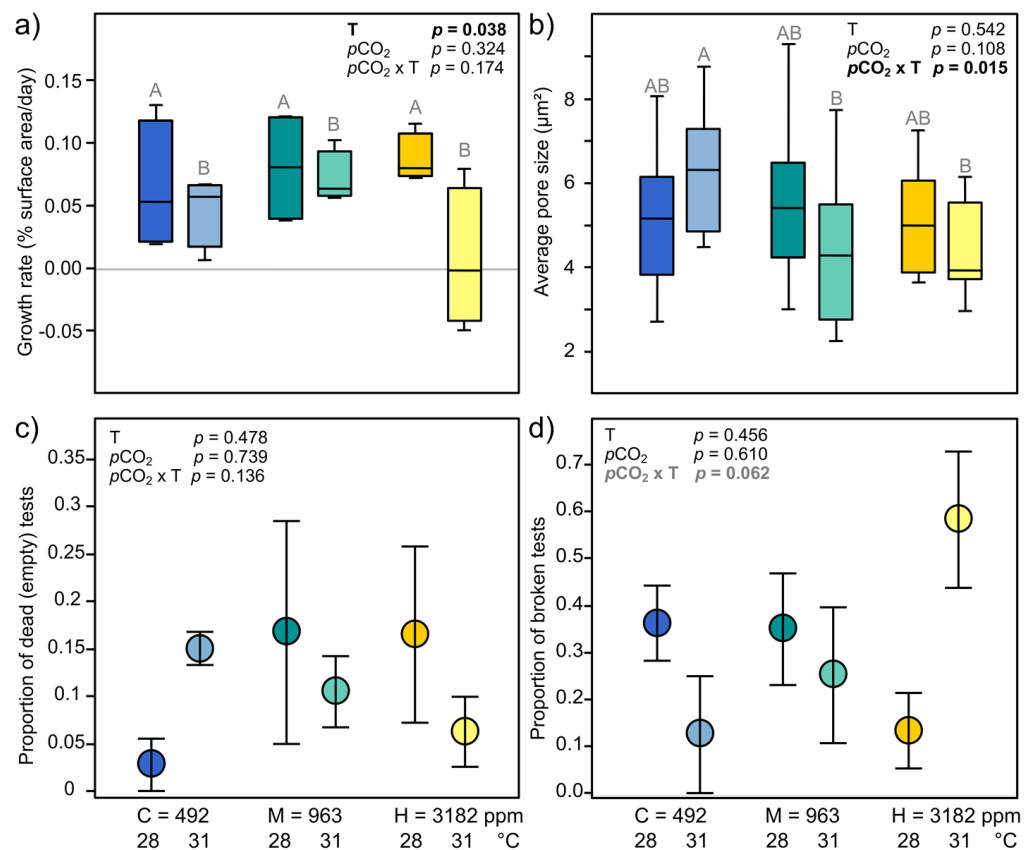 a)
T p = 0.038
pCO₂ p = 0.324
pCO₂ x T p = 0.174
Growth rate (% surface area/day)
0.15
0.10
0.05
0.00
-0.05
A
B
A
B
A
B
b)
T p = 0.542
pCO₂ p = 0.108
pCO₂ x T p = 0.015
Average pore size (µm²)
8
6
4
2
AB
A
AB
B
AB
B
c)
T p = 0.478
pCO₂ p = 0.739
pCO₂ x T p = 0.136
Proportion of dead (empty) tests
0.35
0.3
0.25
0.2
0.15
0.1
0.05
0
C = 492 M = 963 H = 3182 ppm
28 31 28 31 28 31 °C
d)
T p = 0.456
pCO₂ p = 0.610
pCO₂ x T p = 0.062
Proportion of broken tests
0.7
0.6
0.5
0.4
0.3
0.2
0.1
0.0
C = 492 M = 963 H = 3182 ppm
28 31 28 31 28 31 °C